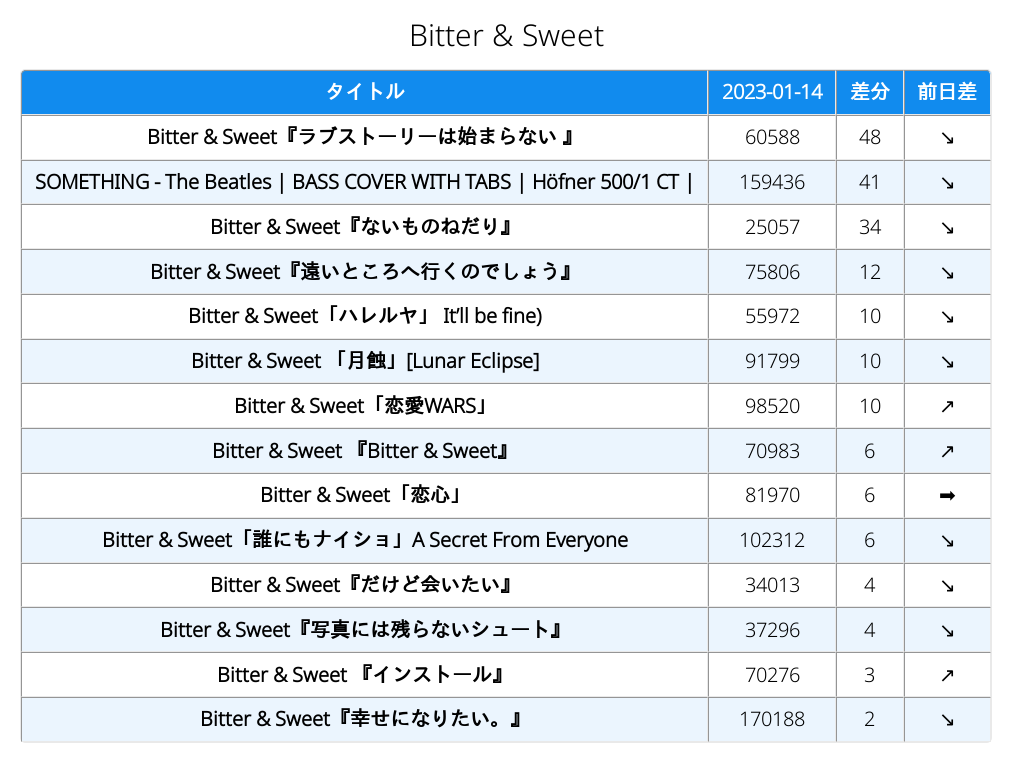 Bitter & Sweet
タイトル 2023-01-14 差分 前日差
Bitter & Sweet『ラブストーリーは始まらない 』 60588 48 ↘
SOMETHING - The Beatles | BASS COVER WITH TABS | Höfner 500/1 CT | 159436 41 ↘
Bitter & Sweet『ないものねだり』 25057 34 ↘
Bitter & Sweet『遠いところへ行くのでしょう』 75806 12 ↘
Bitter & Sweet「ハレルヤ」 It’ll be fine) 55972 10 ↘
Bitter & Sweet 「月蝕」[Lunar Eclipse] 91799 10 ↘
Bitter & Sweet「恋愛WARS」 98520 10 ↗
Bitter & Sweet 『Bitter & Sweet』 70983 6 ↗
Bitter & Sweet「恋心」 81970 6 ➡
Bitter & Sweet「誰にもナイショ」A Secret From Everyone 102312 6 ↘
Bitter & Sweet『だけど会いたい』 34013 4 ↘
Bitter & Sweet『写真には残らないシュート』 37296 4 ↘
Bitter & Sweet 『インストール』 70276 3 ↗
Bitter & Sweet『幸せになりたい。』 170188 2 ↘